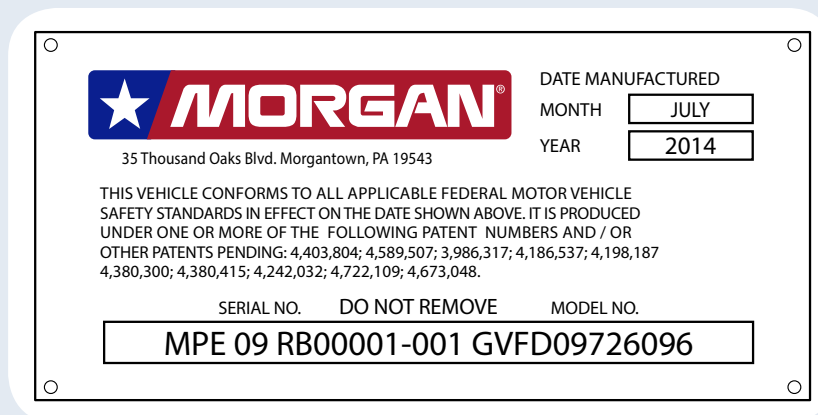 MORGAN®
35 Thousand Oaks Blvd. Morgantown, PA 19543
DATE MANUFACTURED
MONTH JULY
YEAR 2014
THIS VEHICLE CONFORMS TO ALL APPLICABLE FEDERAL MOTOR VEHICLE
SAFETY STANDARDS IN EFFECT ON THE DATE SHOWN ABOVE. IT IS PRODUCED
UNDER ONE OR MORE OF THE FOLLOWING PATENT NUMBERS AND / OR
OTHER PATENTS PENDING: 4,403,804; 4,589,507; 3,986,317; 4,186,537; 4,198,187
4,380,300; 4,380,415; 4,242,032; 4,722,109; 4,673,048.
SERIAL NO. DO NOT REMOVE MODEL NO.
MPE 09 RB00001-001 GVFD09726096